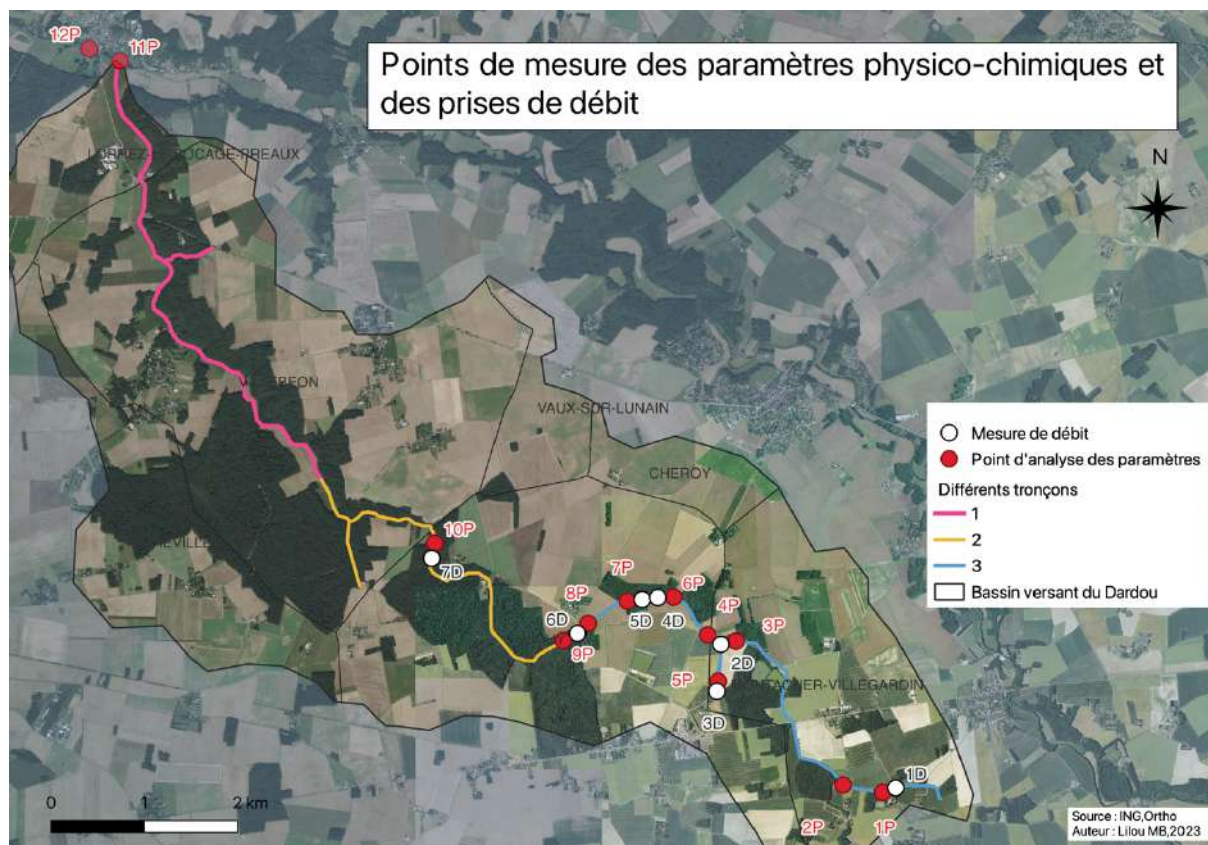 12P
11P
Points de mesure des paramètres physico-chimiques et
des prises de débit
N
VAUX-SUR-LUNAIN
CHEROY
Mesure de débit
Point d'analyse des paramètres
Différents tronçons
1
2
3
Bassin versant du Dardou
10P
7D
7P
6P
8P
5D
4D
4P
6D
3P
9P
2D
5P
3D
1D
2P
1P
0
1
2 km
Source : ING,Ortho
Auteur : Lilou MB,2023